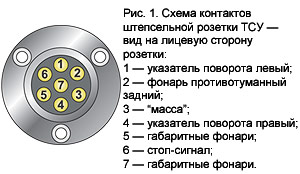 Рис. 1. Схема контактов
штепсельной розетки ТСУ —
вид на лицевую сторону
розетки:
1 — указатель поворота левый;
2 — фонарь противотуманный
задний;
3 — “масса”;
4 — указатель поворота правый;
5 — габаритные фонари;
6 — стоп-сигнал;
7 — габаритные фонари.
1
6
2
7
5
3
4